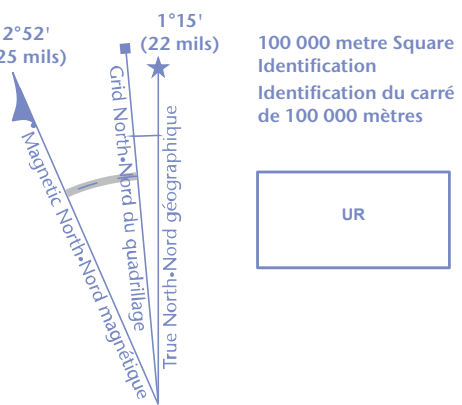 2°52'
25 mils)
1°15'
(22 mils)
Magnetic North•Nord magnétique
Grid North•Nord du quadrillage
True North•Nord géographique
100 000 metre Square
Identification
Identification du carré
de 100 000 mètres
UR